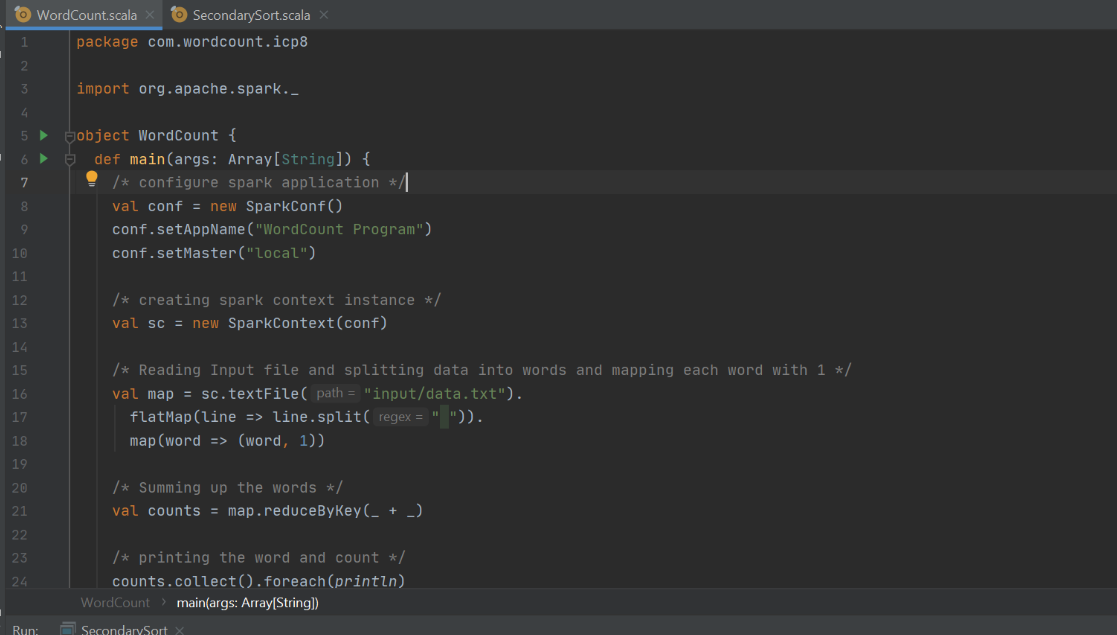 WordCount.scala × SecondarySort.scala ×
1 package com.wordcount.icp8
2
3 import org.apache.spark._
4
5 object WordCount {
6 def main(args: Array[String]) {
7 /* configure spark application */
8 val conf = new SparkConf()
9 conf.setAppName("WordCount Program")
10 conf.setMaster("local")
11
12 /* creating spark context instance */
13 val sc = new SparkContext(conf)
14
15 /* Reading Input file and splitting data into words and mapping each word with 1 */
16 val map = sc.textFile( path = "input/data.txt").
17 flatMap(line => line.split( regex = " ")).
18 map(word => (word, 1))
19
20 /* Summing up the words */
21 val counts = map.reduceByKey(_ + _)
22
23 /* printing the word and count */
24 counts.collect().foreach(println)
WordCount > main(args: Array[String])
Run: SecondarySort ×